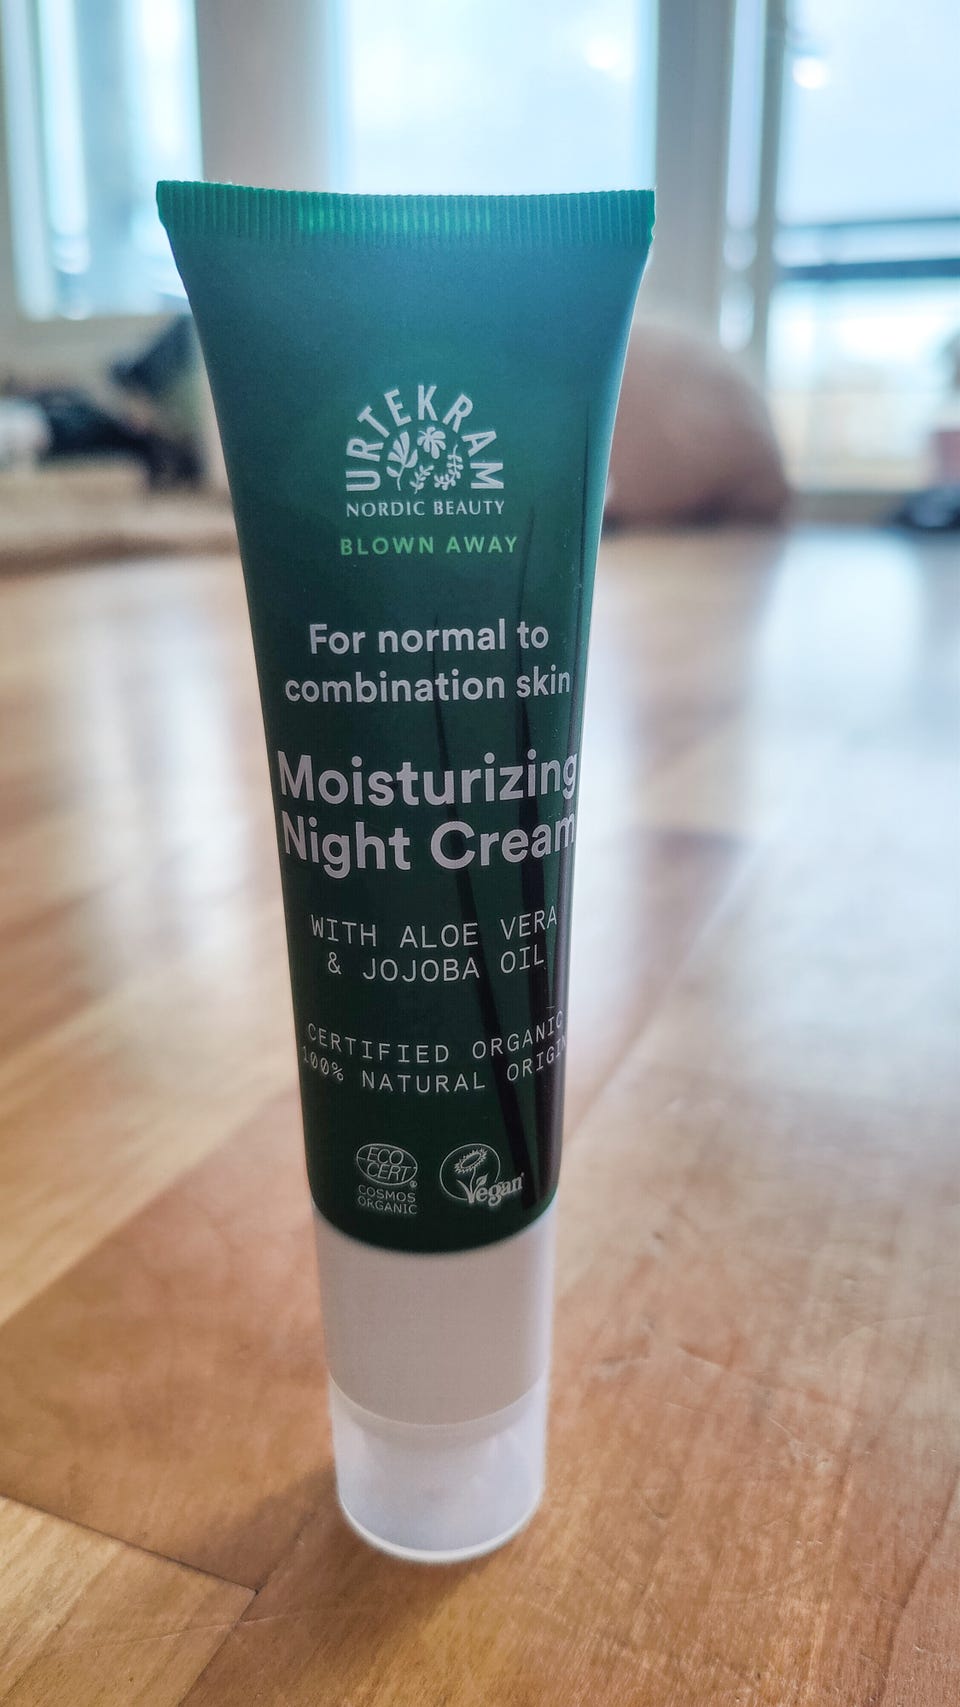 URTEKRAM
NORDIC BEAUTY
BLOWN AWAY
For normal to
combination skin
Moisturizing
Night Cream
WITH ALOE VERA
& JOJOBA OIL
CERTIFIED ORGANIC
100% NATURAL ORIGIN
ECO
CERT®
COSMOS
ORGANIC
Vegan